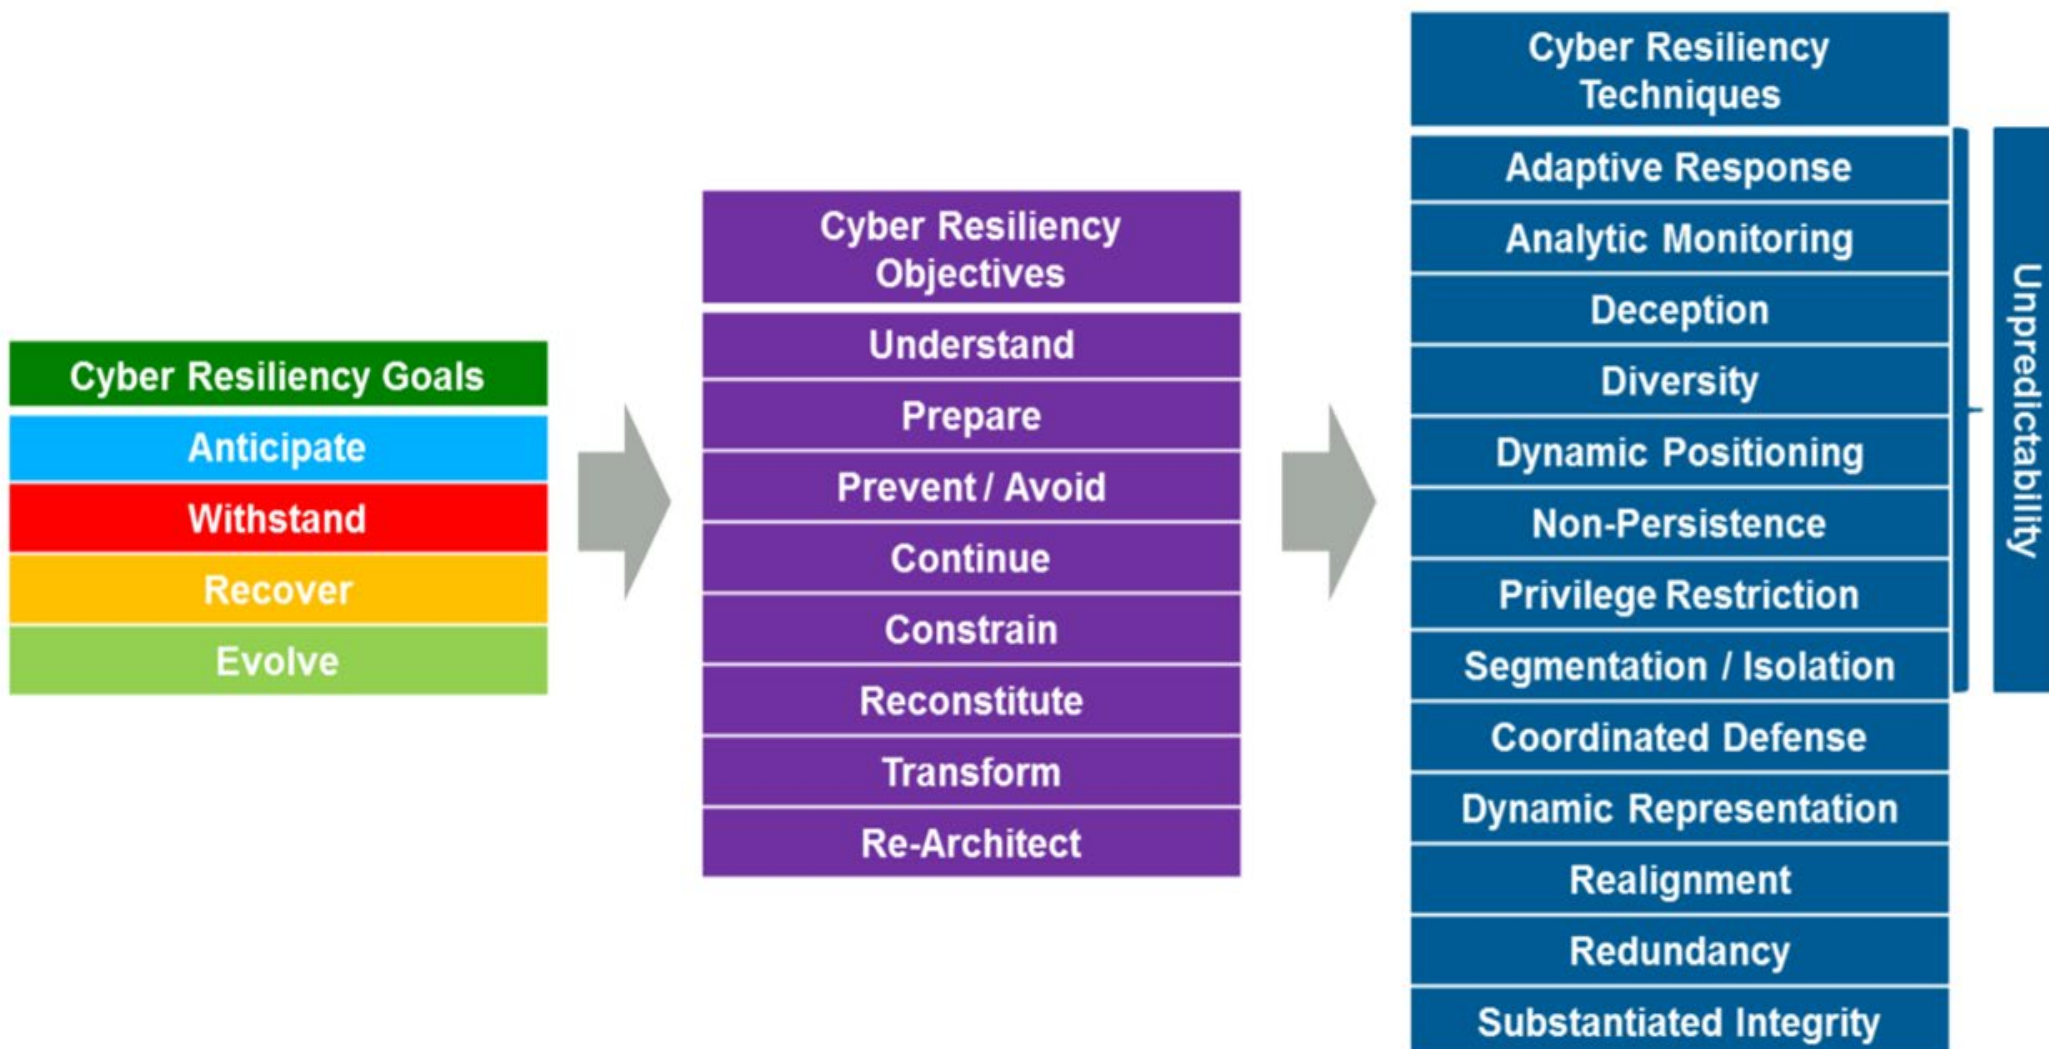 Cyber Resiliency Goals
Anticipate
Withstand
Recover
Evolve
Cyber Resiliency
Objectives
Understand
Prepare
Prevent / Avoid
Continue
Constrain
Reconstitute
Transform
Re-Architect
Cyber Resiliency
Techniques
Adaptive Response
Analytic Monitoring
Deception
Diversity
Dynamic Positioning
Non-Persistence
Privilege Restriction
Segmentation / Isolation
Coordinated Defense
Dynamic Representation
Realignment
Redundancy
Substantiated Integrity
Unpredictability